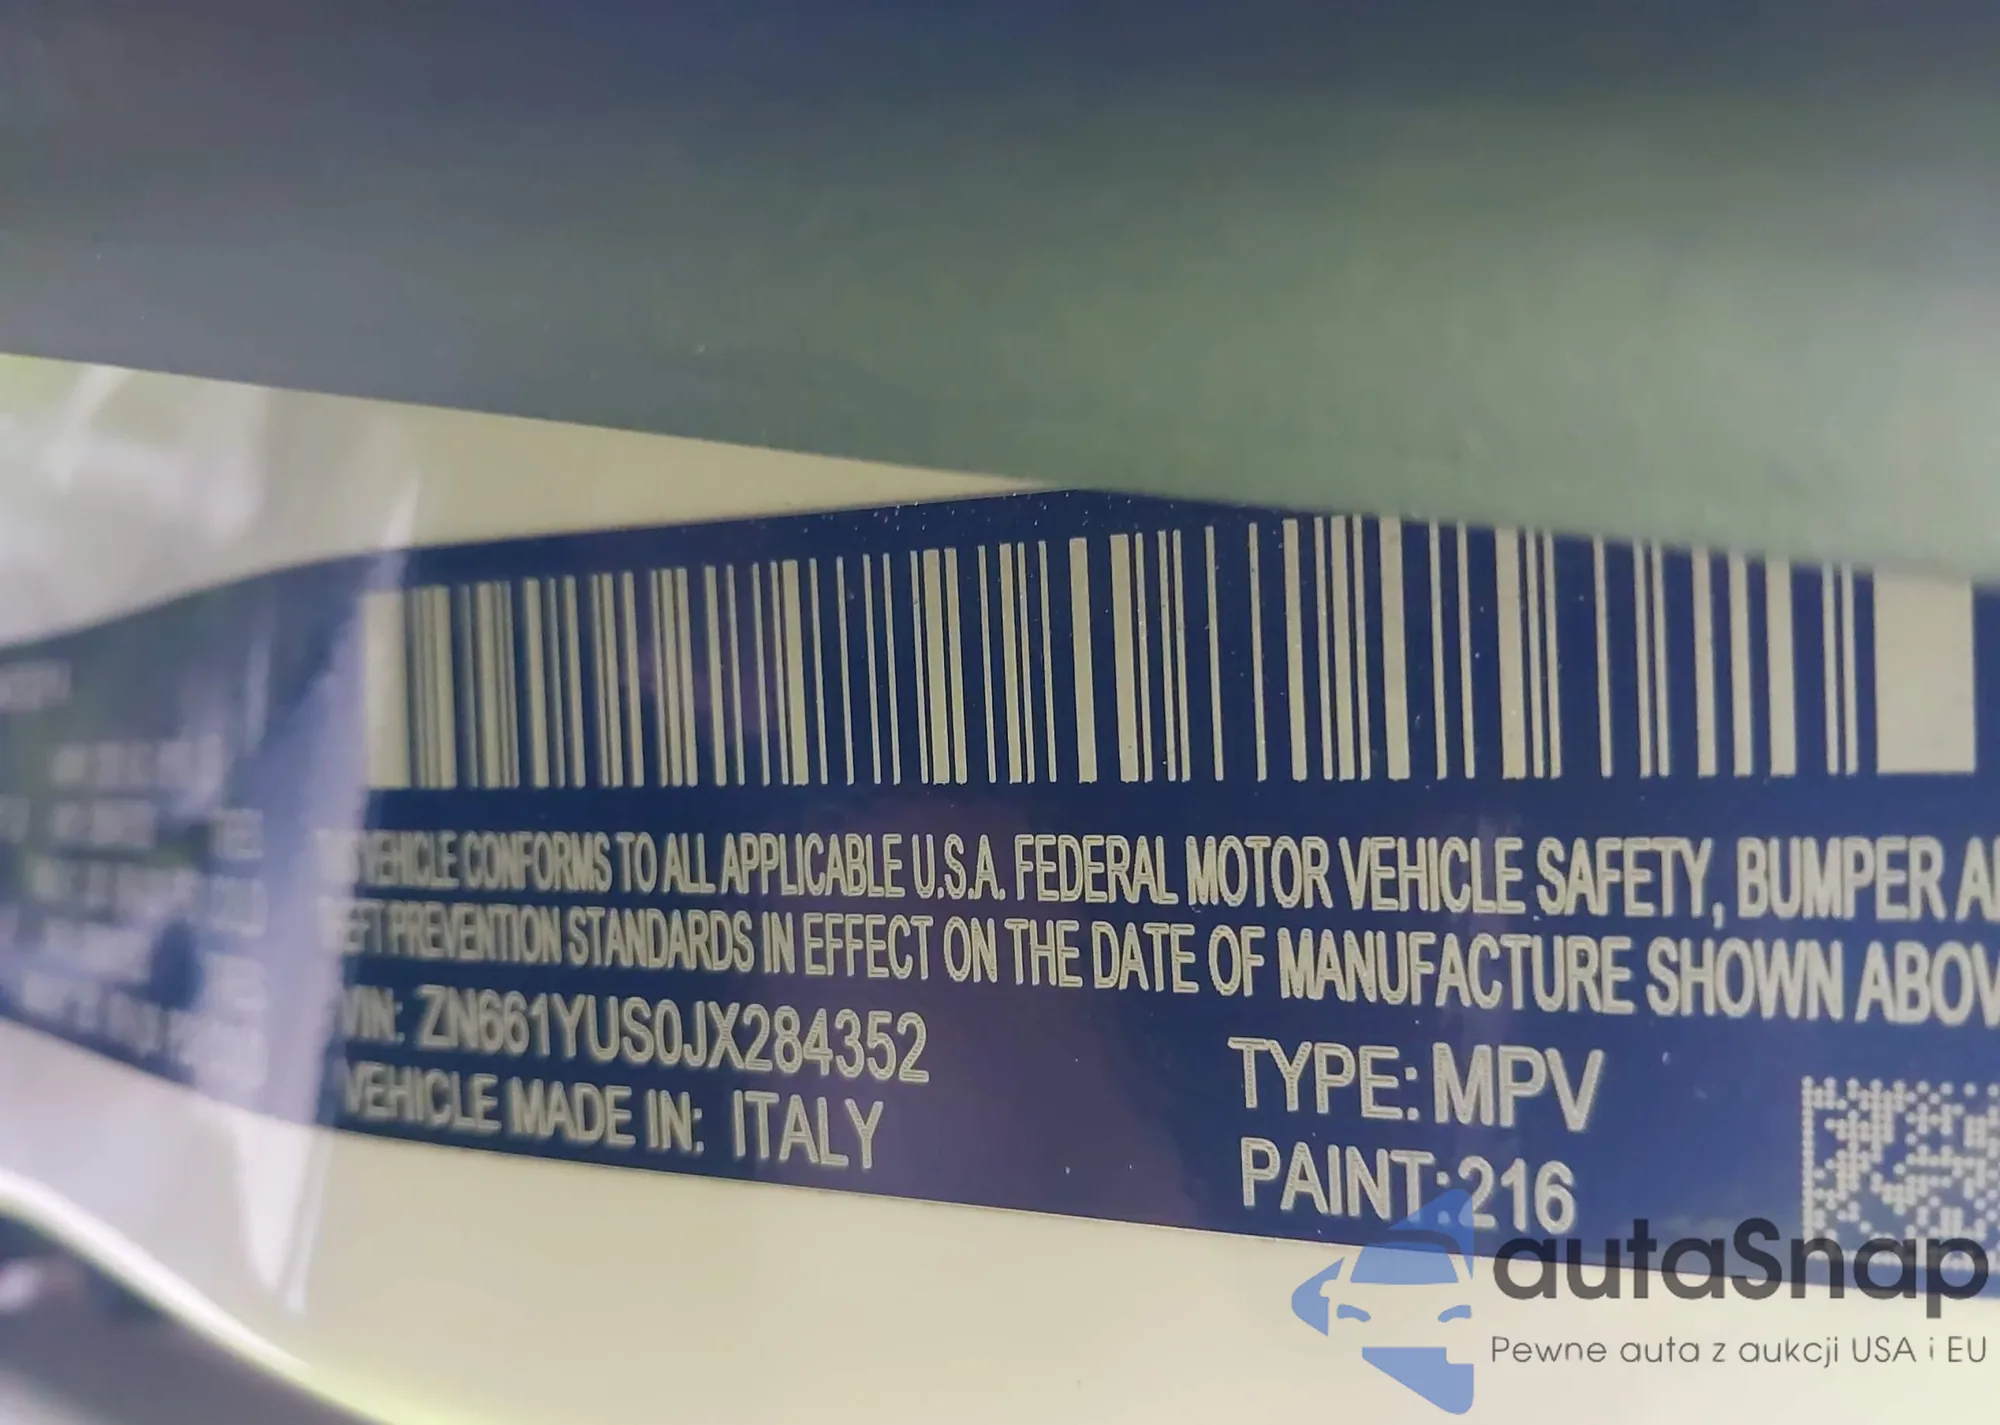 VEHICLE CONFORMS TO ALL APPLICABLE U.S.A. FEDERAL MOTOR VEHICLE SAFETY, BUMPER
PREVENTION STANDARDS IN EFFECT ON THE DATE OF MANUFACTURE SHOWN ABOV
VIN: ZN661YUS0JX284352
TYPE: MPV
VEHICLE MADE IN: ITALY
PAINT: 216
autaSnap
Pewne auta z aukcji USA i EU